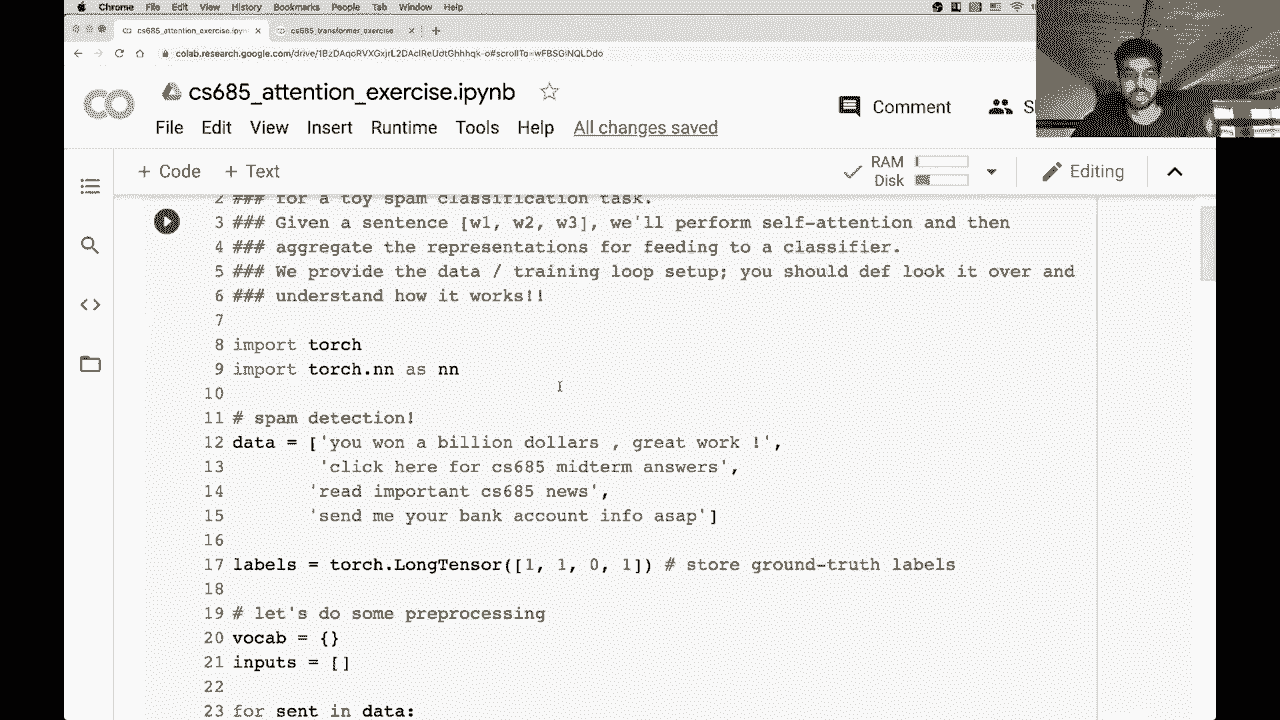 Chrome File Edit View History Bookmarks People Tab Window Help
cs685_attention_exercise.ipyn cs685_transformer_exercise
colab.research.google.com/drive/1BzDAqoRVXGxjrL2DAclReUdtGhhhqk-o#scrollTo=wFBSGiNQLDdo
CO cs685_attention_exercise.ipynb
File Edit View Insert Runtime Tools Help All changes saved
Comment S
+ Code + Text
RAM
Disk
Editing
2 ### for a toy spam classification task.
3 ### Given a sentence [w1, w2, w3], we'll perform self-attention and then
4 ### aggregate the representations for feeding to a classifier.
5 ### We provide the data / training loop setup; you should def look it over and
6 ### understand how it works!!
7
8 import torch
9 import torch.nn as nn
10
11 # spam detection!
12 data = ['you won a billion dollars , great work !',
13 'click here for cs685 midterm answers',
14 'read important cs685 news',
15 'send me your bank account info asap']
16
17 labels = torch.LongTensor([1, 1, 0, 1]) # store ground-truth labels
18
19 # let's do some preprocessing
20 vocab = {}
21 inputs = []
22
23 for sent in data: